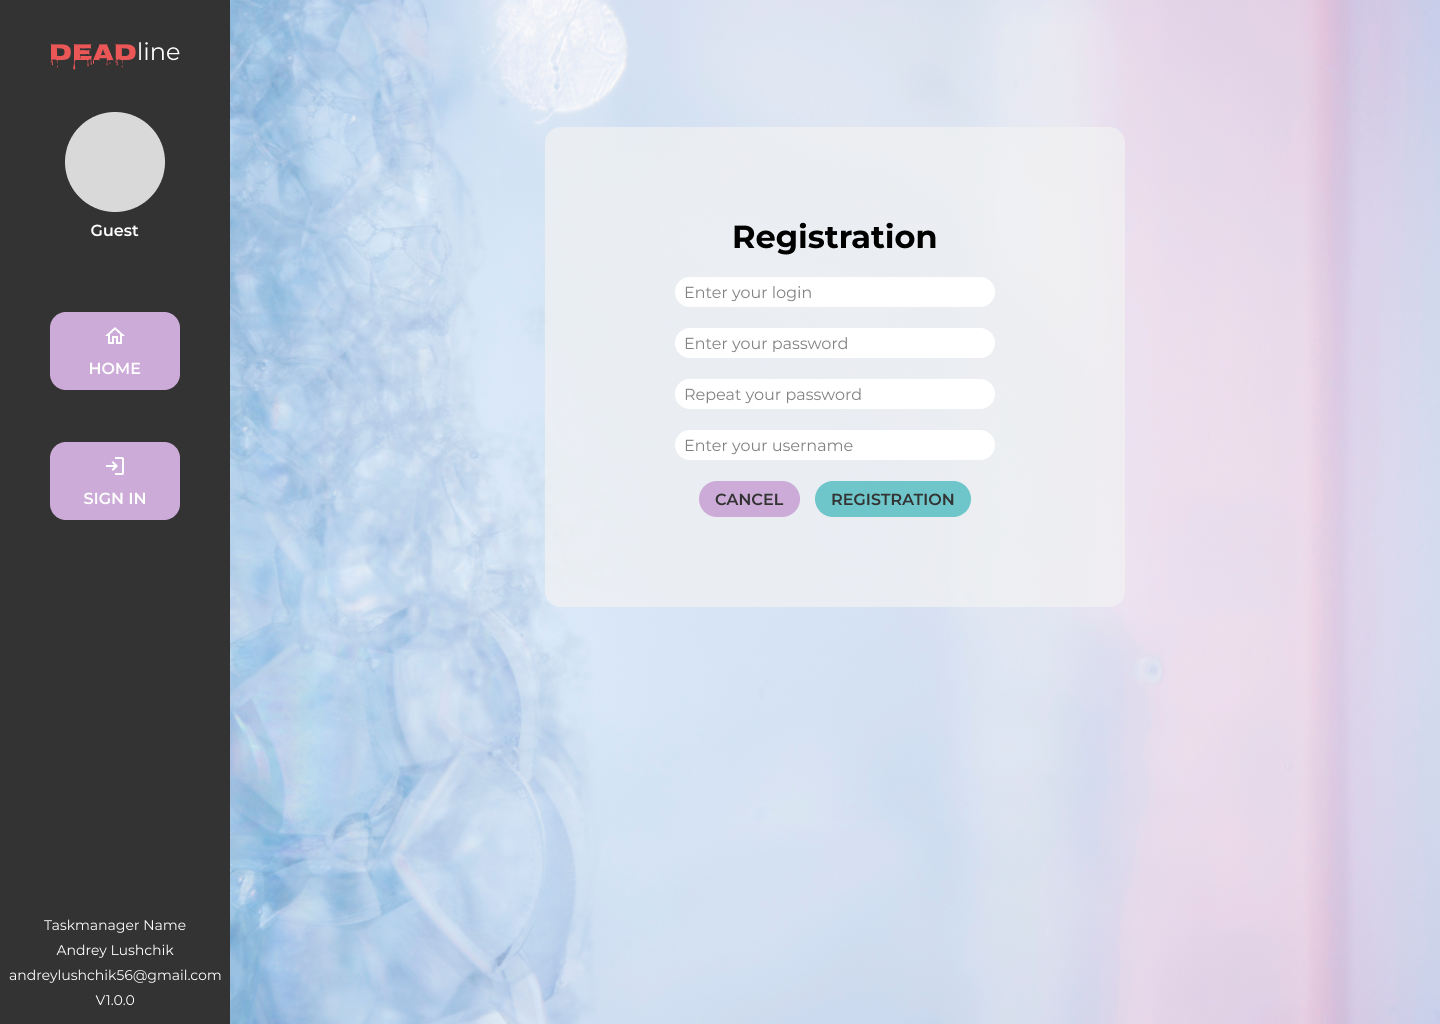 DEADline
Guest
HOME
SIGN IN
Registration
Enter your login
Enter your password
Repeat your password
Enter your username
CANCEL REGISTRATION
Taskmanager Name
Andrey Lushchik
andreylushchik56@gmail.com
V1.0.0